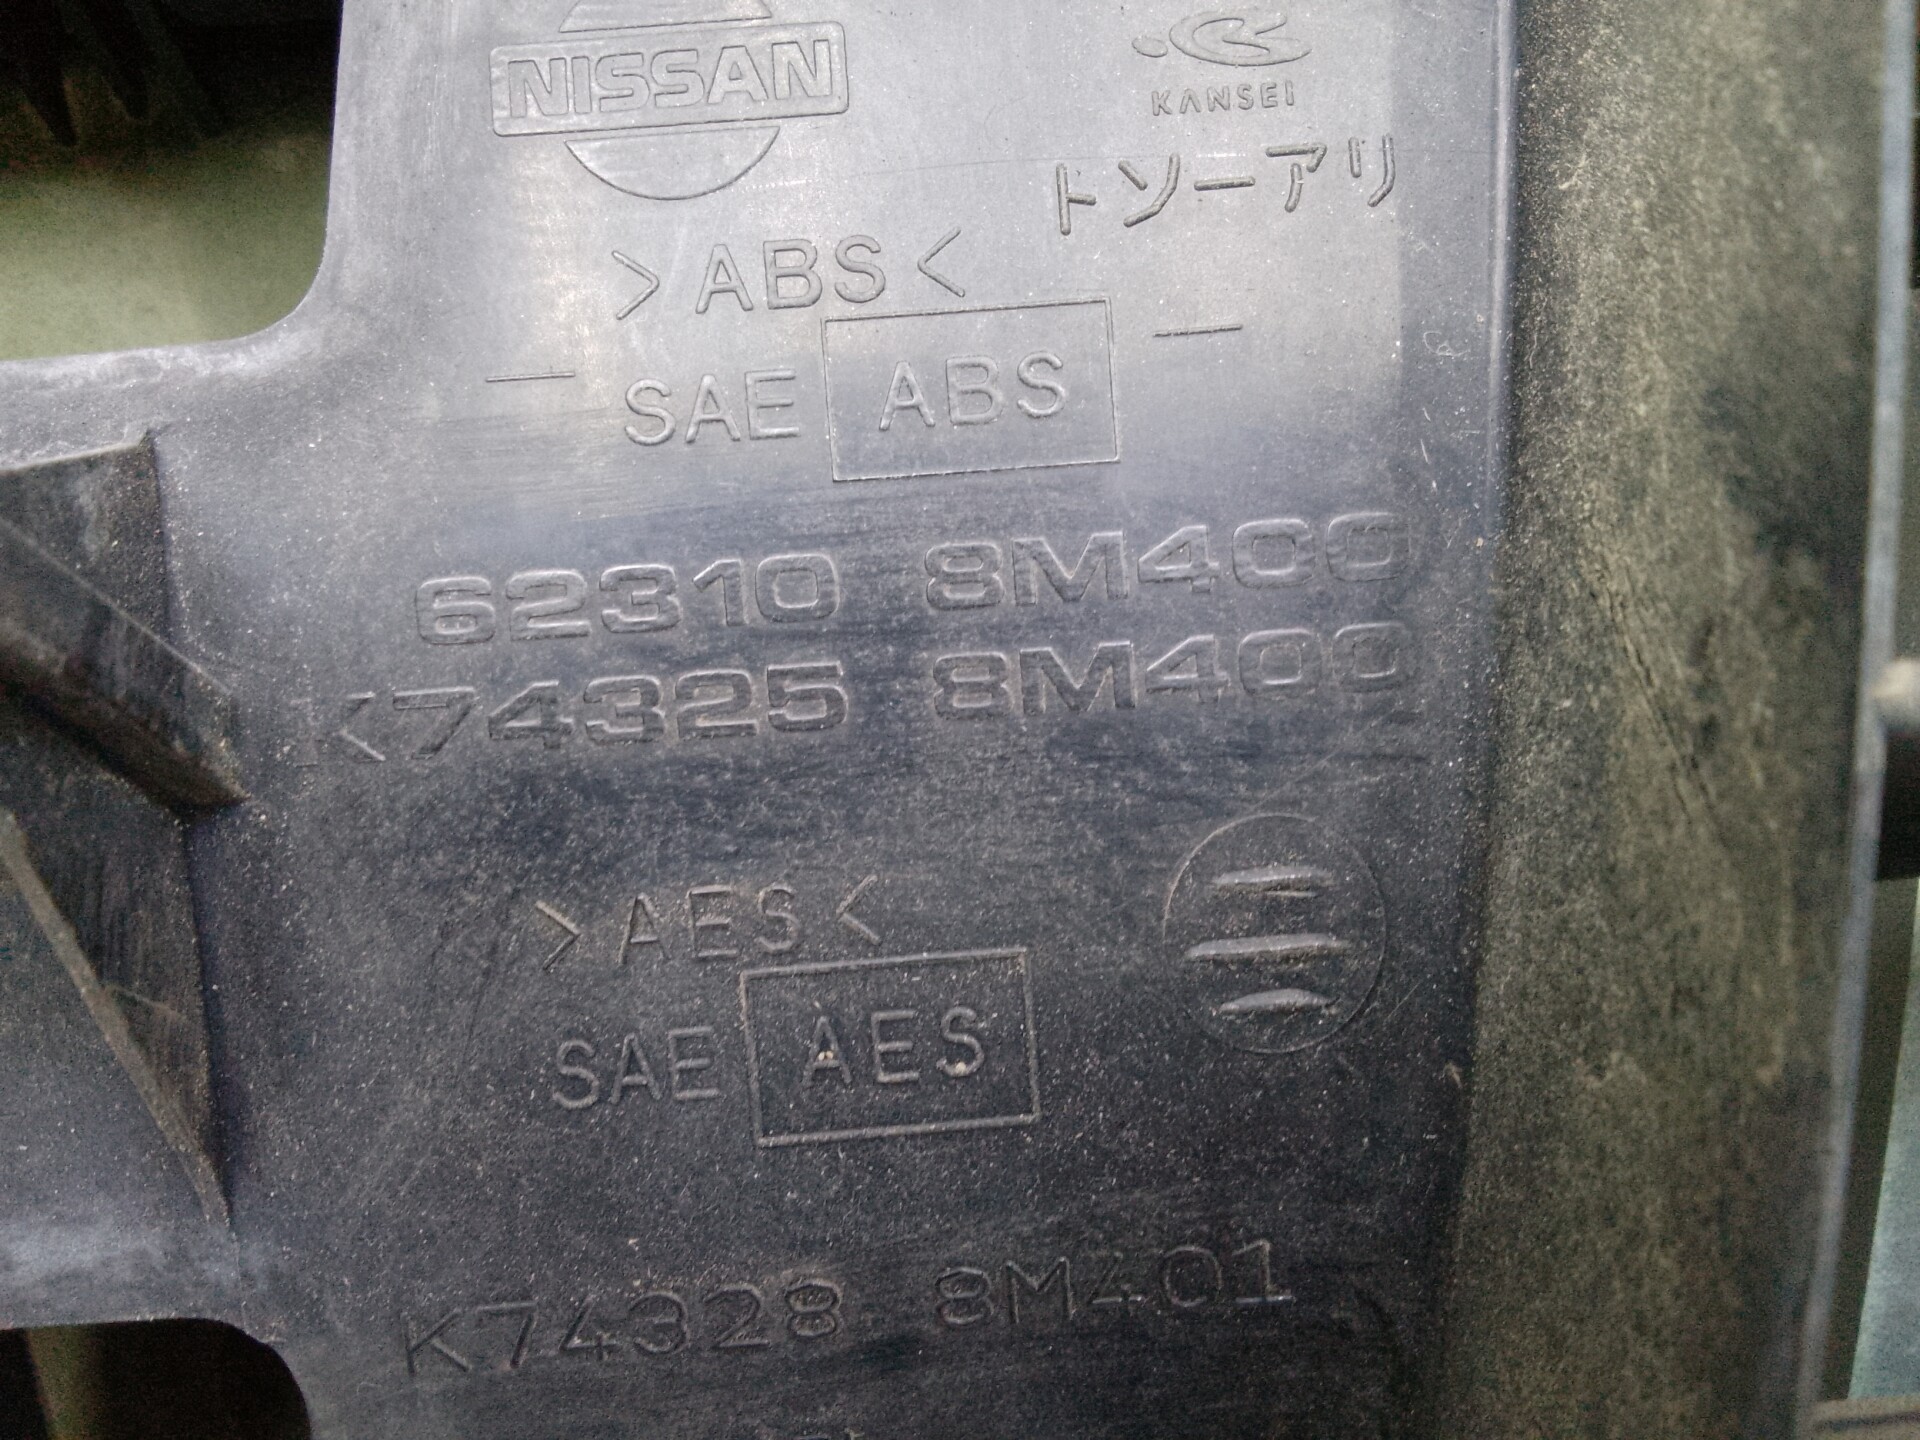 NISSAN
KANSEI
トソーアリ
>ABS<
SAE ABS
62310 8M400
K74325 8M400
>AES<
SAE AES
K74328 8M401